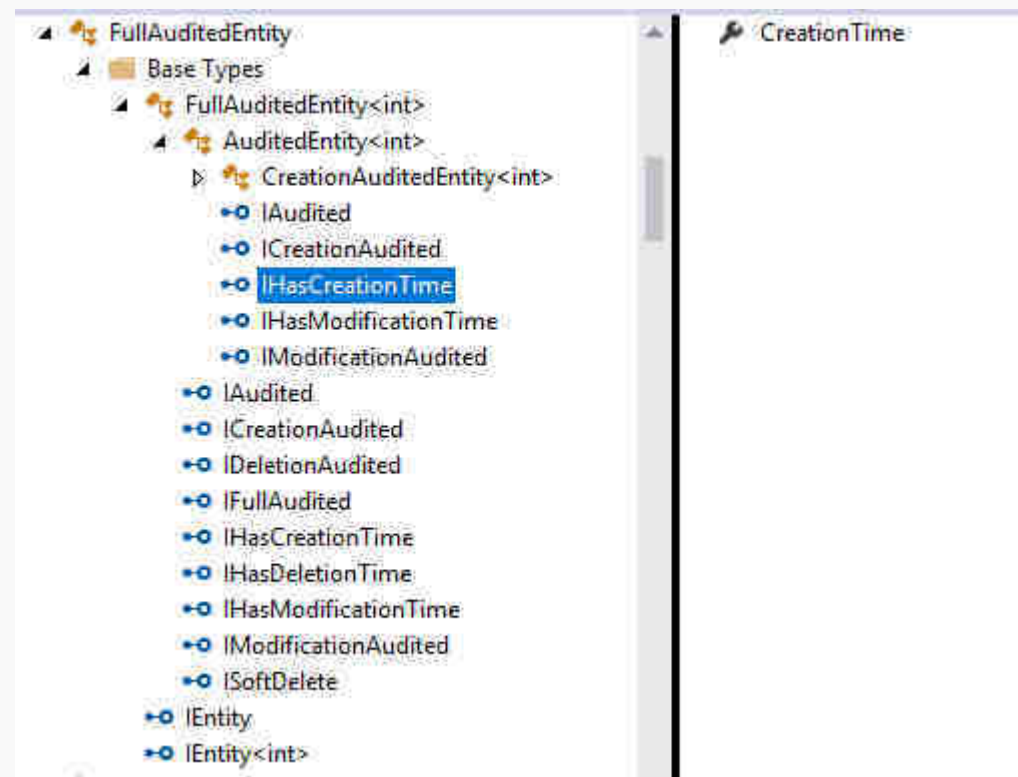 FullAuditedEntity
Base Types
FullAuditedEntity<int>
AuditedEntity<int>
CreationAuditedEntity<int>
IAudited
ICreationAudited
IHasCreationTime
IHasModificationTime
IModificationAudited
IAudited
ICreationAudited
IDeletionAudited
IFullAudited
IHasCreationTime
IHasDeletionTime
IHasModificationTime
IModificationAudited
ISoftDelete
IEntity
IEntity<int>
CreationTime